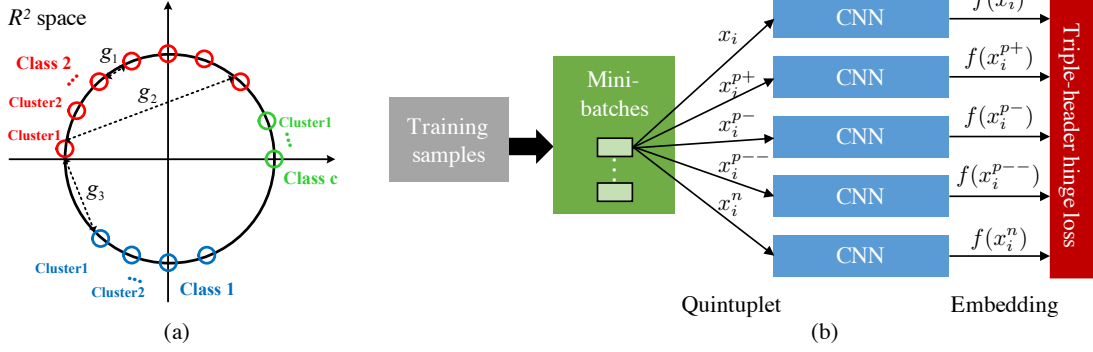 R² space
g₁
Class 2
g₂
Cluster2
Cluster1
Cluster1
Class c
g₃
Cluster1
Cluster2
Class 1
(a)
Training
samples
Mini-
batches
x_i
x_i^{p+}
x_i^{p-}
x_i^{p--}
x_i^n
CNN
CNN
CNN
CNN
CNN
f(x_i)
f(x_i^{p+})
f(x_i^{p-})
f(x_i^{p--})
f(x_i^n)
Triple-header hinge loss
Quintuplet
Embedding
(b)